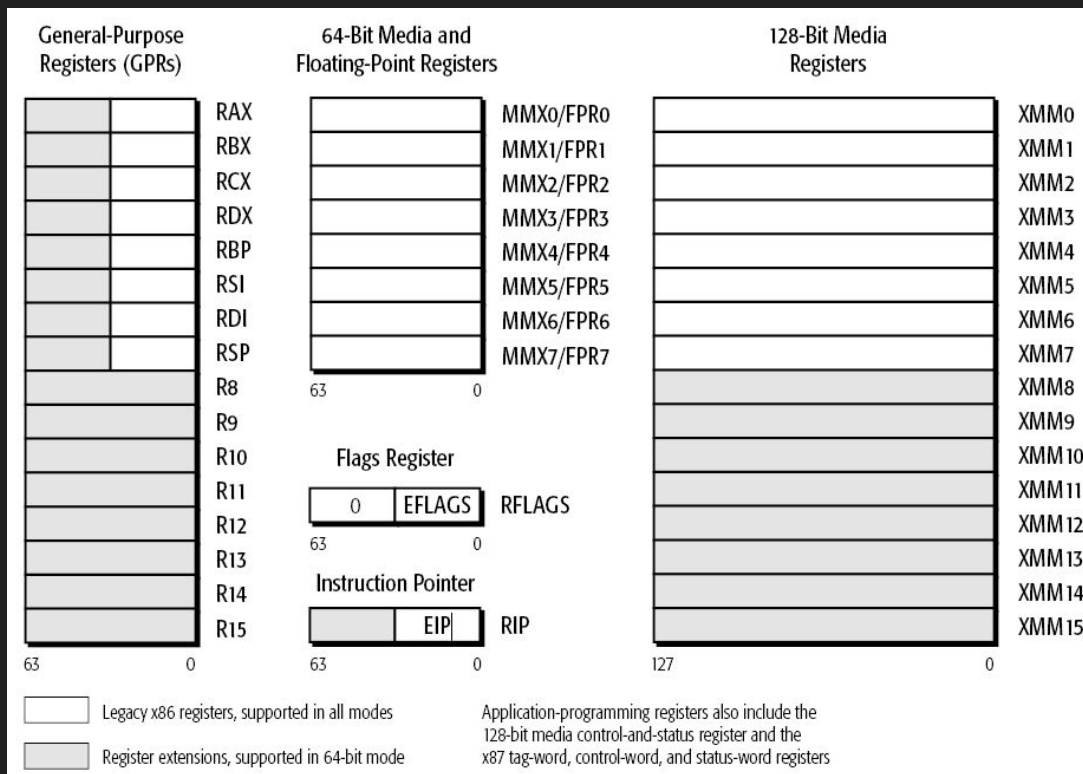 General-Purpose
Registers (GPRs)
RAX
RBX
RCX
RDX
RBP
RSI
RDI
RSP
R8
R9
R10
R11
R12
R13
R14
R15
63 0
64-Bit Media and
Floating-Point Registers
MMX0/FPR0
MMX1/FPR1
MMX2/FPR2
MMX3/FPR3
MMX4/FPR4
MMX5/FPR5
MMX6/FPR6
MMX7/FPR7
63 0
Flags Register
0 EFLAGS RFLAGS
63 0
Instruction Pointer
EIP RIP
63 0
128-Bit Media
Registers
XMM0
XMM1
XMM2
XMM3
XMM4
XMM5
XMM6
XMM7
XMM8
XMM9
XMM10
XMM11
XMM12
XMM13
XMM14
XMM15
127 0
Legacy x86 registers, supported in all modes
Register extensions, supported in 64-bit mode
Application-programming registers also include the
128-bit media control-and-status register and the
x87 tag-word, control-word, and status-word registers